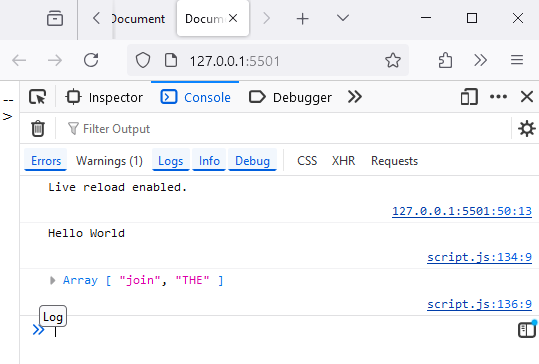 Document
Docum
127.0.0.1:5501
--
>
Inspector
Console
Debugger
Filter Output
Errors
Warnings (1)
Logs
Info
Debug
CSS
XHR
Requests
Live reload enabled.
127.0.0.1:5501:50:13
Hello World
script.js:134:9
Array [ "join", "THE" ]
script.js:136:9
Log